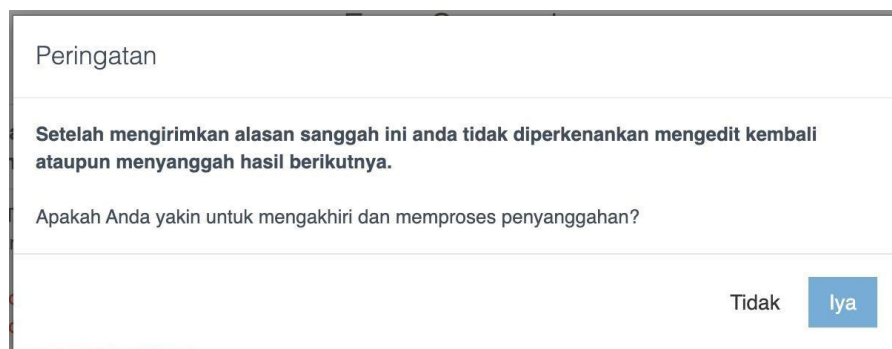 Peringatan
Setelah mengirimkan alasan sanggah ini anda tidak diperkenankan mengedit kembali
ataupun menyanggah hasil berikutnya.
Apakah Anda yakin untuk mengakhiri dan memproses penyanggahan?
Tidak Iya